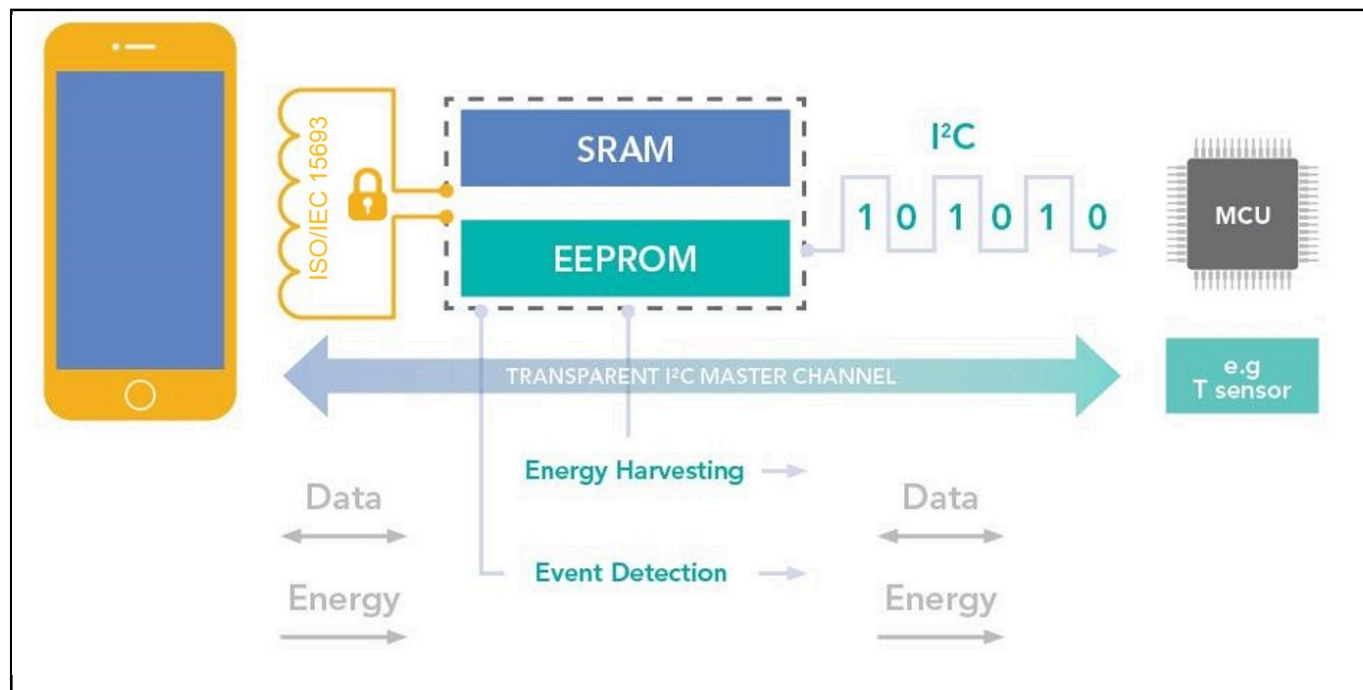 ISO/IEC 15693
SRAM
EEPROM
I²C
1 0 1 0 1 0
MCU
TRANSPARENT I²C MASTER CHANNEL
e.g
T sensor
Energy Harvesting
Event Detection
Data
Energy
Data
Energy